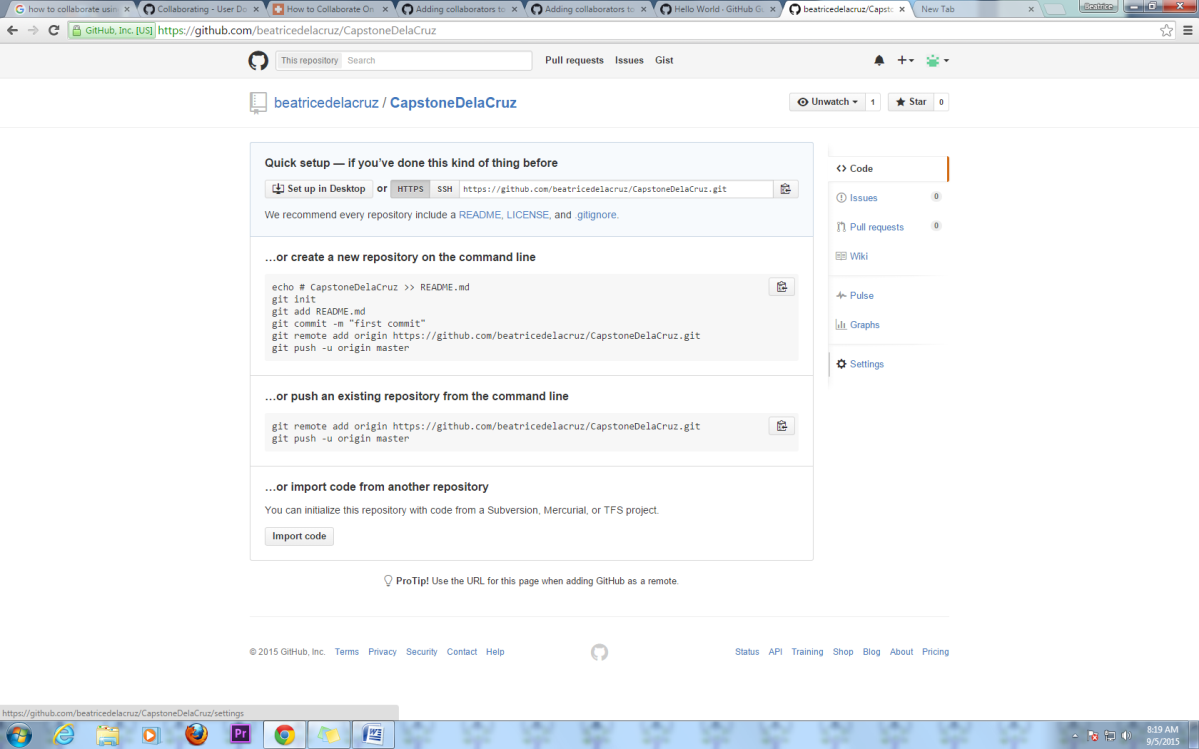 how to collaborate usin
Collaborating - User Do
How to Collaborate On
Adding collaborators to
Adding collaborators to
Hello World · GitHub Gu
beatricedelacruz/Capsto
New Tab
Beatrice
GitHub, Inc. [US] https://github.com/beatricedelacruz/CapstoneDelaCruz
This repository Search Pull requests Issues Gist
beatricedelacruz / CapstoneDelaCruz
Unwatch 1 Star 0
Quick setup — if you've done this kind of thing before
Set up in Desktop or HTTPS SSH https://github.com/beatricedelacruz/CapstoneDelaCruz.git
We recommend every repository include a README, LICENSE, and .gitignore.
…or create a new repository on the command line
echo # CapstoneDelaCruz >> README.md
git init
git add README.md
git commit -m "first commit"
git remote add origin https://github.com/beatricedelacruz/CapstoneDelaCruz.git
git push -u origin master
…or push an existing repository from the command line
git remote add origin https://github.com/beatricedelacruz/CapstoneDelaCruz.git
git push -u origin master
…or import code from another repository
You can initialize this repository with code from a Subversion, Mercurial, or TFS project.
Import code
ProTip! Use the URL for this page when adding GitHub as a remote.
Code
Issues 0
Pull requests 0
Wiki
Pulse
Graphs
Settings
© 2015 GitHub, Inc. Terms Privacy Security Contact Help
Status API Training Shop Blog About Pricing
https://github.com/beatricedelacruz/CapstoneDelaCruz/settings
Pr
8:19 AM
9/5/2015